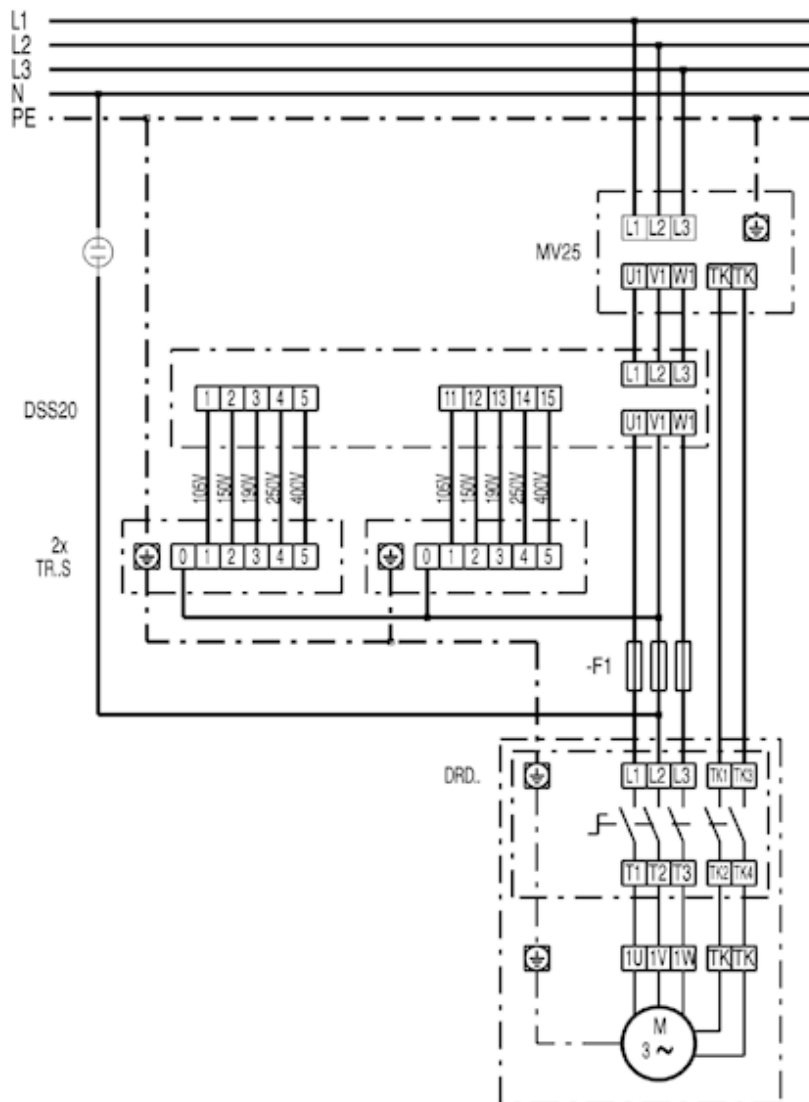 L1
L2
L3
N
PE
L1 L2 L3
MV25
U1 V1 W1 TK TK
L1 L2 L3
1 2 3 4 5 11 12 13 14 15
DSS20
U1 V1 W1
105V 150V 190V 250V 400V 105V 150V 190V 250V 400V
2x
TR..S
0 1 2 3 4 5 0 1 2 3 4 5
-F1
DRD..
L1 L2 L3 TK1 TK3
T1 T2 T3 TK2 TK4
1U 1V 1W TK TK
M
3 ~